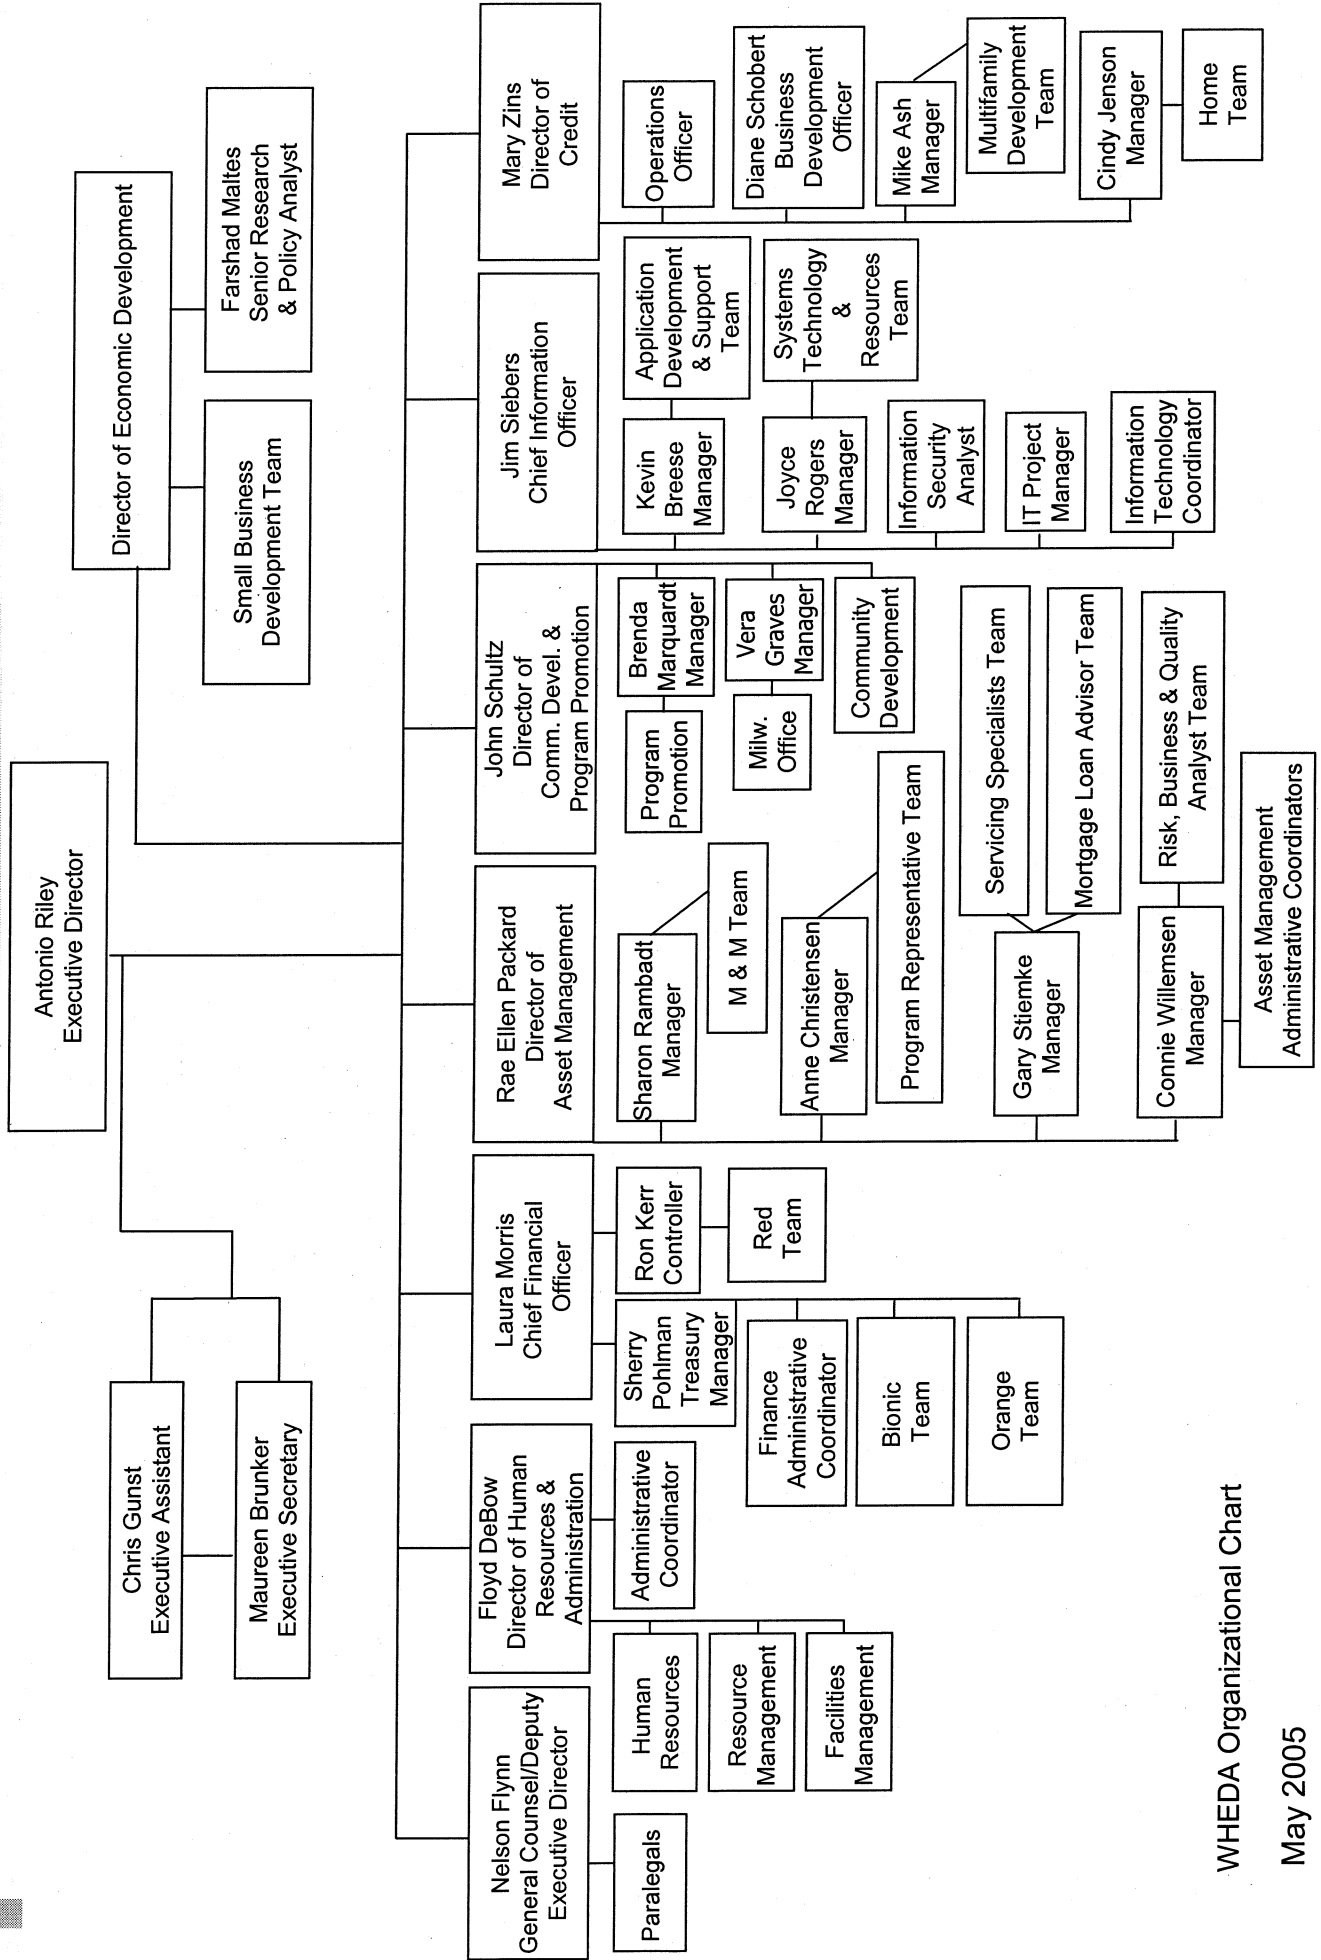 Antonio Riley
Executive Director
Chris Gunst
Executive Assistant
Maureen Brunker
Executive Secretary
Director of Economic Development
Small Business
Development Team
Farshad Maltes
Senior Research
& Policy Analyst
Nelson Flynn
General Counsel/Deputy
Executive Director
Paralegals
Floyd DeBow
Director of Human
Resources &
Administration
Human
Resources
Resource
Management
Facilities
Management
Administrative
Coordinator
Laura Morris
Chief Financial
Officer
Sherry
Pohlman
Treasury
Manager
Finance
Administrative
Coordinator
Bionic
Team
Orange
Team
Ron Kerr
Controller
Red
Team
Rae Ellen Packard
Director of
Asset Management
Sharon Rambadt
Manager
M & M Team
Anne Christensen
Manager
Program Representative Team
Gary Stiemke
Manager
Servicing Specialists Team
Mortgage Loan Advisor Team
Connie Willemsen
Manager
Risk, Business & Quality
Analyst Team
Asset Management
Administrative Coordinators
John Schultz
Director of
Comm. Devel. &
Program Promotion
Brenda
Marquardt
Manager
Program
Promotion
Vera
Graves
Manager
Milw.
Office
Community
Development
Jim Siebers
Chief Information
Officer
Kevin
Breese
Manager
Application
Development
& Support
Team
Joyce
Rogers
Manager
Systems
Technology
&
Resources
Team
Information
Security
Analyst
IT Project
Manager
Information
Technology
Coordinator
Mary Zins
Director of
Credit
Operations
Officer
Diane Schobert
Business
Development
Officer
Mike Ash
Manager
Multifamily
Development
Team
Cindy Jenson
Manager
Home
Team
WHEDA Organizational Chart
May 2005